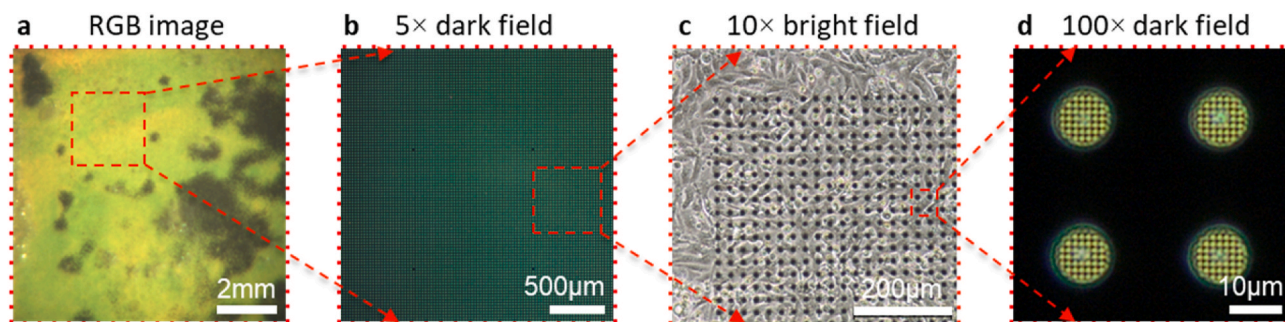 a RGB image
b 5× dark field
c 10× bright field
d 100× dark field
2mm
500µm
200µm
10µm